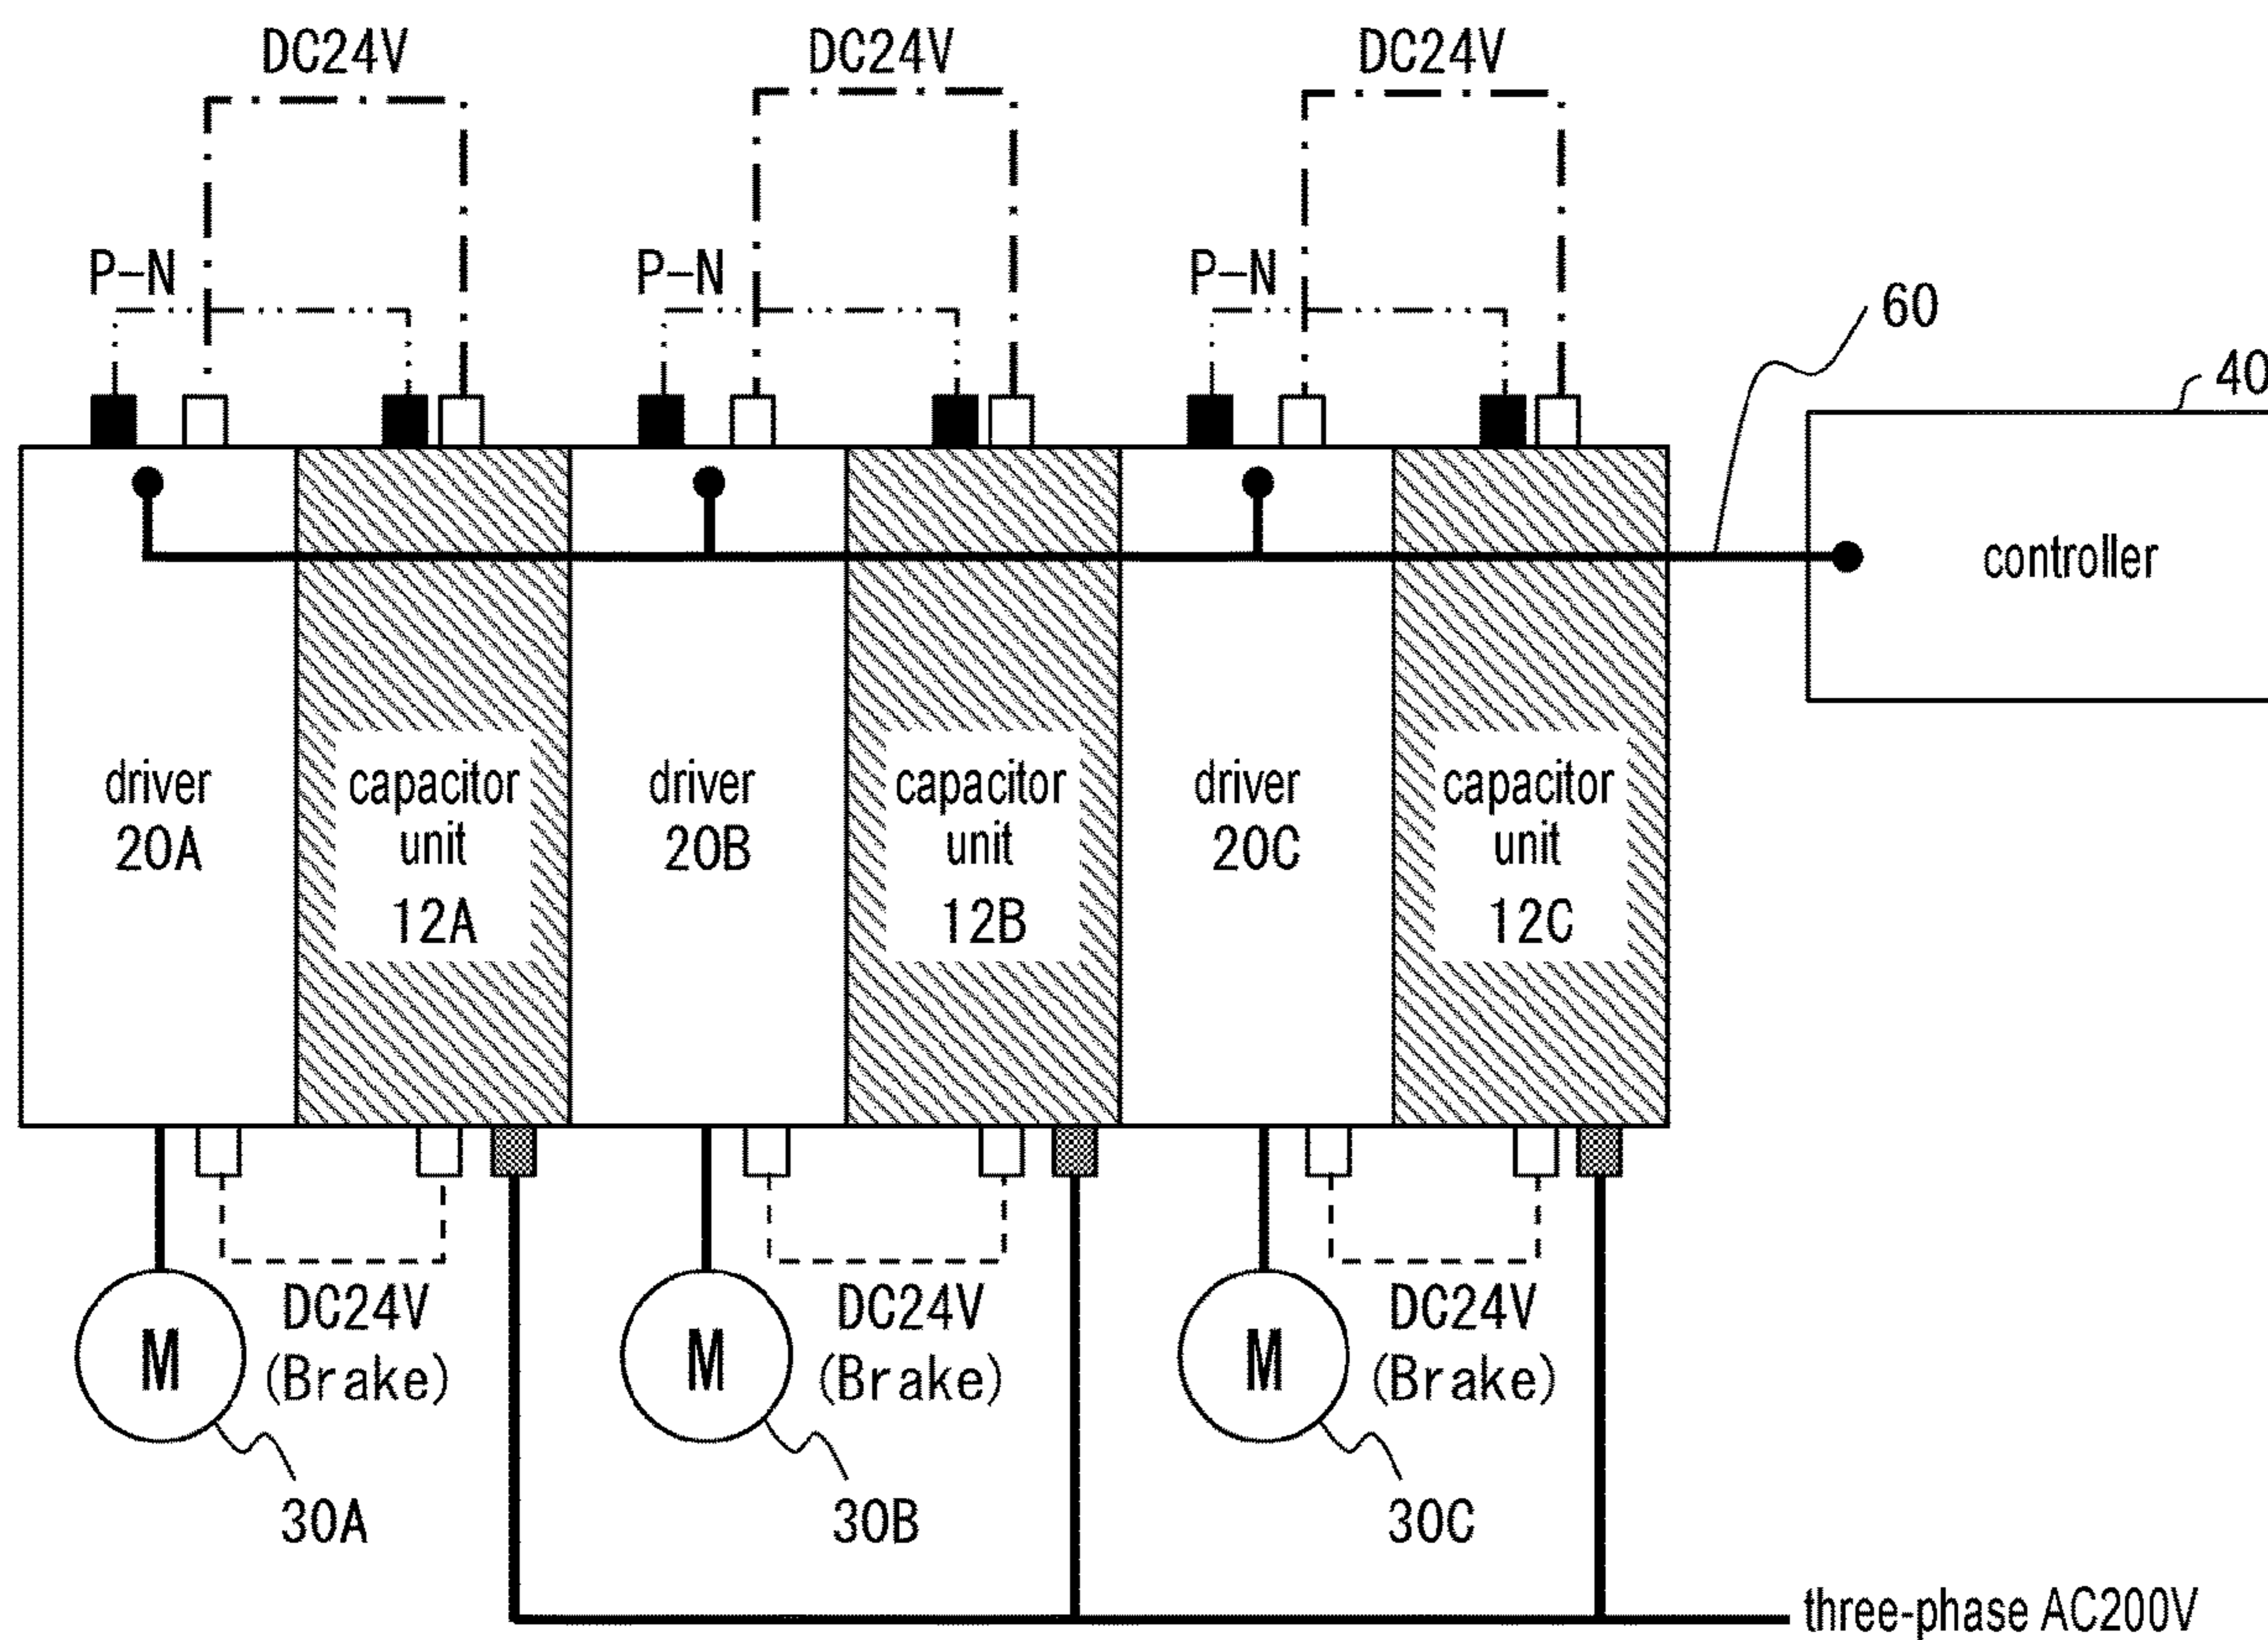 DC24V
DC24V
DC24V
P-N
P-N
P-N
60
40
controller
driver
20A
capacitor
unit
12A
driver
20B
capacitor
unit
12B
driver
20C
capacitor
unit
12C
M
DC24V
(Brake)
M
DC24V
(Brake)
M
DC24V
(Brake)
30A
30B
30C
three-phase AC200V